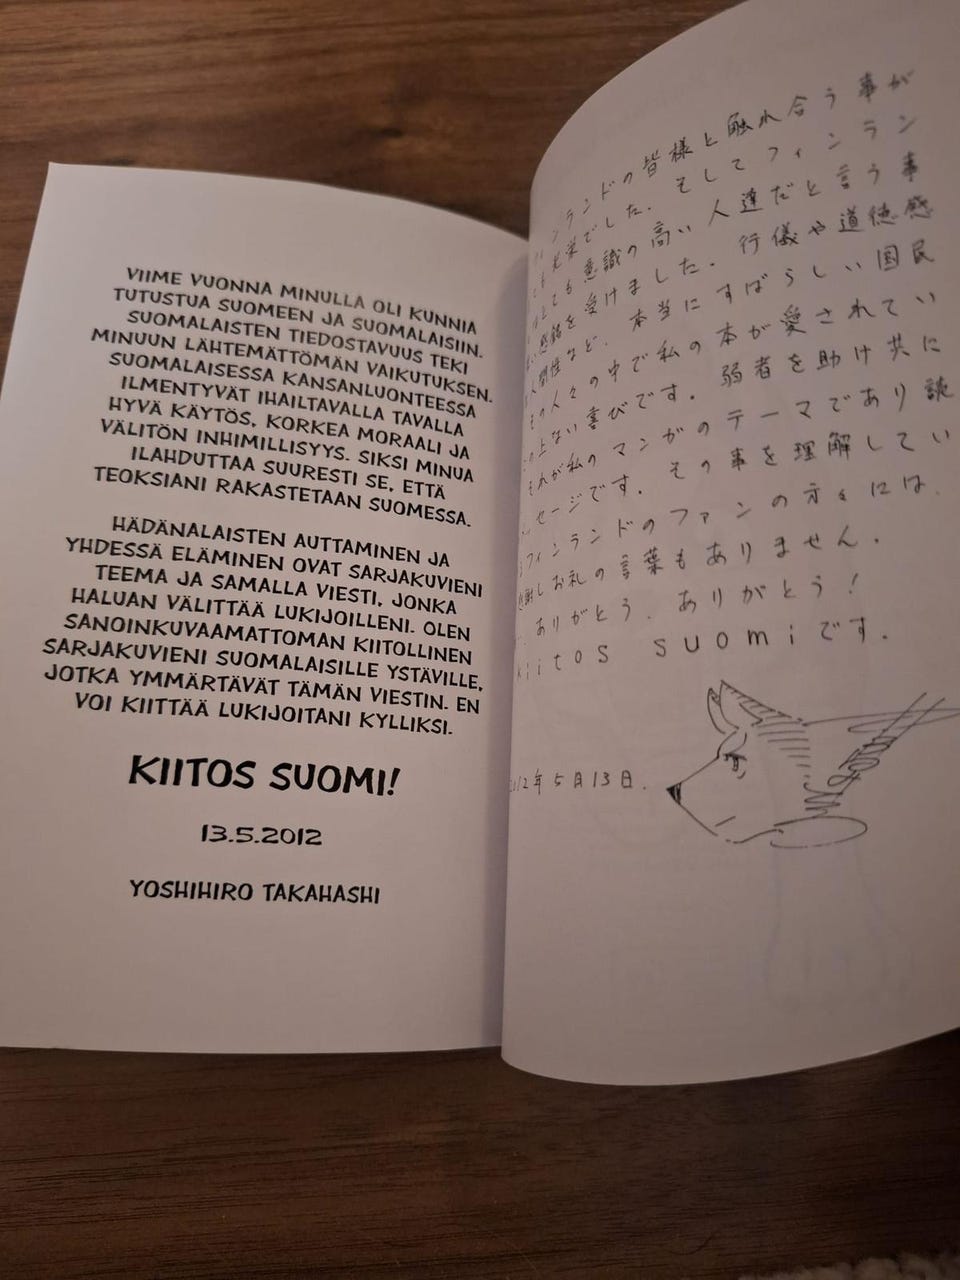 VIIME VUONNA MINULLA OLI KUNNIA
TUTUSTUA SUOMEEN JA SUOMALAISIIN.
SUOMALAISTEN TIEDOSTAVUUS TEKI
MINUUN LÄHTEMÄTTÖMÄN VAIKUTUKSEN.
SUOMALAISESSA KANSANLUONTEESSA
ILMENTYVÄT IHAILTAVALLA TAVALLA
HYVÄ KÄYTÖS, KORKEA MORAALI JA
VÄLITÖN INHIMILLISYYS. SIKSI MINUA
ILAHDUTTAA SUURESTI SE, ETTÄ
TEOKSIANI RAKASTETAAN SUOMESSA.
HÄDÄNALAISTEN AUTTAMINEN JA
YHDESSÄ ELÄMINEN OVAT SARJAKUVIENI
TEEMA JA SAMALLA VIESTI, JONKA
HALUAN VÄLITTÄÄ LUKIJOILLENI. OLEN
SANOINKUVAAMATTOMAN KIITOLLINEN
SARJAKUVIENI SUOMALAISILLE YSTÄVILLE,
JOTKA YMMÄRTÄVÄT TÄMÄN VIESTIN. EN
VOI KIITTÄÄ LUKIJOITANI KYLLIKSI.
KIITOS SUOMI!
13.5.2012
YOSHIHIRO TAKAHASHI
ンランドの皆様と触れ合う事が
ても光栄でした。そしてフィンラン
とても意識の高い人達だと言う事
感銘を受けました。行儀や道徳感
人間性など、本当にすばらしい国民
その人々の中で私の本が愛されてい
の上ない喜びです。弱者を助け共に
それが私のマンガのテーマであり読
セージです。その事を理解してい
フィンランドのファンの方々には、
感謝しお礼の言葉もありません。
ありがとう、ありがとう!
kiitos suomiです。
2012年5月13日.